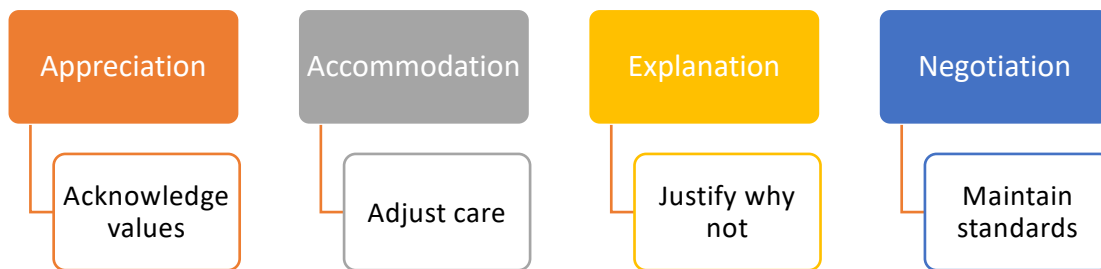 Appreciation
Accommodation
Explanation
Negotiation
Acknowledge
values
Adjust care
Justify why
not
Maintain
standards